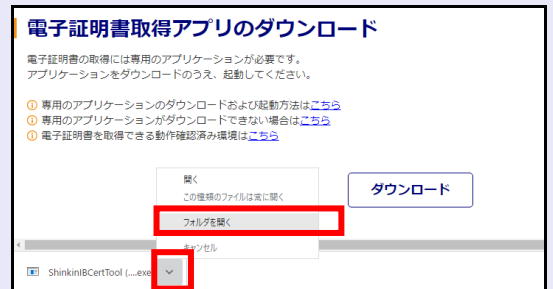 電子証明書取得アプリのダウンロード
電子証明書の取得には専用のアプリケーションが必要です。
アプリケーションをダウンロードのうえ、起動してください。
専用のアプリケーションのダウンロードおよび起動方法はこちら
専用のアプリケーションがダウンロードできない場合はこちら
電子証明書を取得できる動作確認済み環境はこちら
開く
この種類のファイルは常に開く
ダウンロード
フォルダを開く
キャンセル
ShinkinIBCertTool (....exe